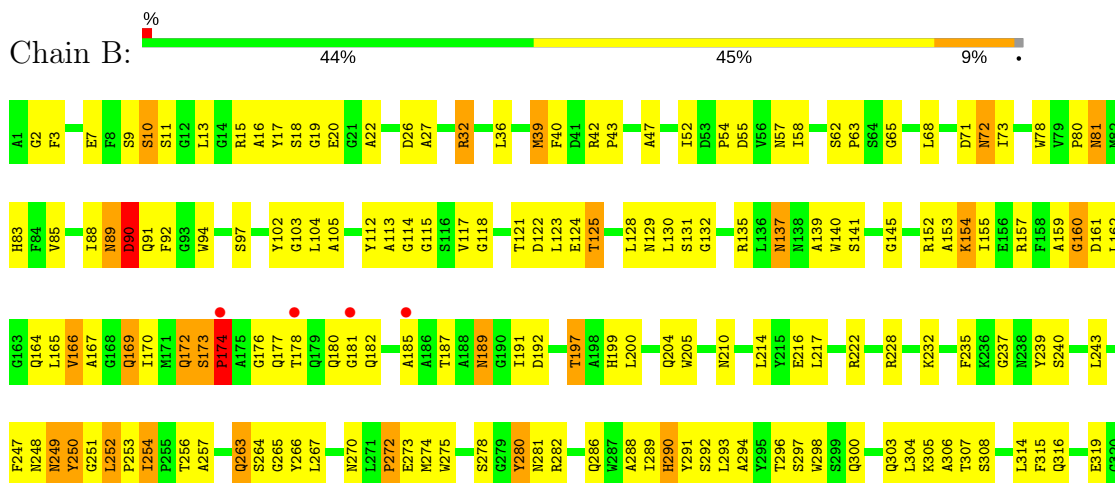 %
Chain B:
44% 45% 9% •
A1 G2 F3 E7 F8 S9 S10 S11 G12 L13 G14 R15 A16 Y17 S18 G19 E20 G21 A22 D26 A27 R32 L36 M39 F40 D41 R42 P43 A47 I52 D53 P54 D55 V56 N57 I58 S62 P63 S64 G65 L68 D71 N72 I73 W78 V79 P80 N81 M82
H83 F84 V85 I88 N89 D90 Q91 F92 G93 W94 S97 Y102 G103 L104 A105 Y112 A113 G114 G115 S116 V117 G118 T121 D122 L123 E124 T125 L128 N129 L130 S131 G132 R135 L136 N137 N138 A139 W140 S141 G145 R152 A153 K154 I155 E156 R157 F158 A159 G160 D161 L162
G163 Q164 L165 V166 A167 G168 Q169 I170 M171 Q172 S173 P174 A175 G176 Q177 T178 Q179 Q180 G181 Q182 A185 A186 T187 A188 N189 G190 I191 D192 T197 A198 H199 L200 Q204 W205 N210 L214 Y215 E216 L217 R222 R228 K232 F235 K236 G237 N238 Y239 S240 L243
F247 N248 N249 Y250 G251 L252 P253 I254 P255 T256 A257 Q263 S264 G265 Y266 L267 N270 L271 P272 E273 M274 W275 S278 G279 Y280 N281 Q286 W287 A288 I289 H290 Y291 S292 L293 A294 Y295 T296 S297 W298 S299 Q300 Q303 L304 K305 A306 T307 S308 L314 F315 Q316 E319 G320